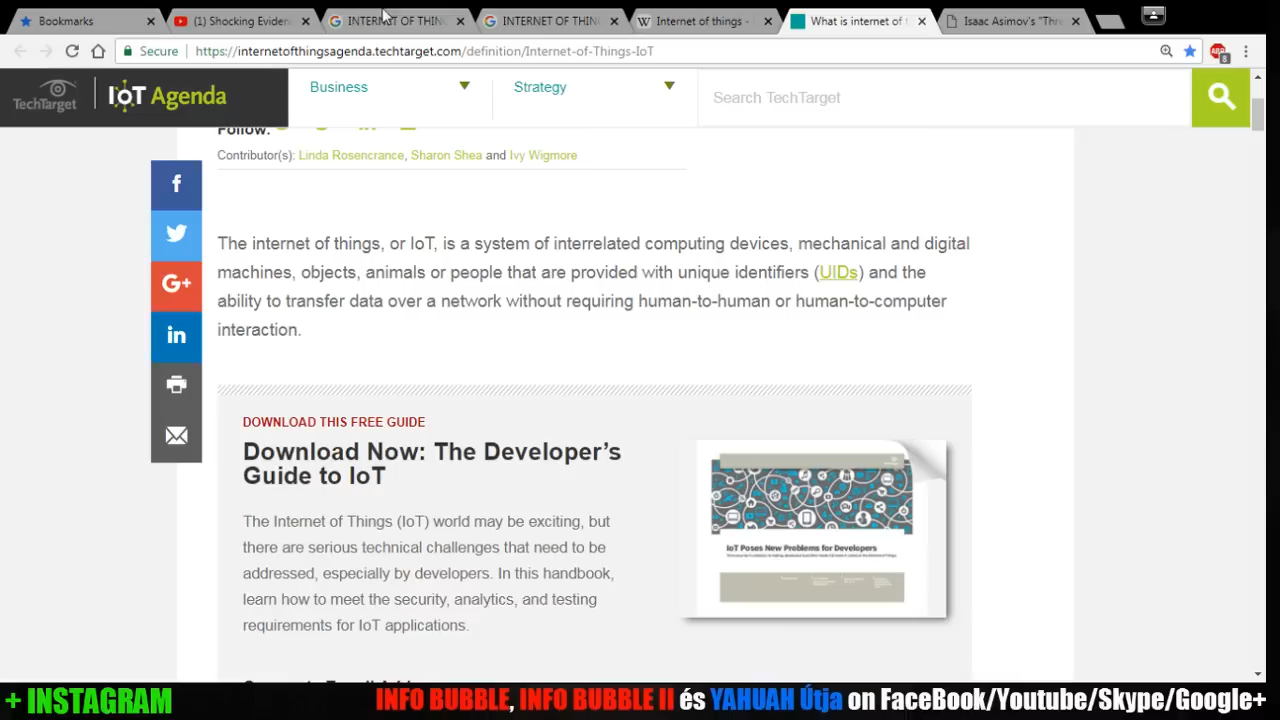 Bookmarks
(1) Shocking Eviden
INTERNET OF THIN
INTERNET OF THIN
Internet of things -
What is internet of
Isaac Asimov's "Thre
Secure
https://internetofthingsagenda.techtarget.com/definition/Internet-of-Things-IoT
TechTarget
IoT Agenda
Business
Strategy
Search TechTarget
Follow:
Contributor(s): Linda Rosencrance, Sharon Shea and Ivy Wigmore
The internet of things, or IoT, is a system of interrelated computing devices, mechanical and digital
machines, objects, animals or people that are provided with unique identifiers (UIDs) and the
ability to transfer data over a network without requiring human-to-human or human-to-computer
interaction.
DOWNLOAD THIS FREE GUIDE
Download Now: The Developer's
Guide to IoT
The Internet of Things (IoT) world may be exciting, but
there are serious technical challenges that need to be
addressed, especially by developers. In this handbook,
learn how to meet the security, analytics, and testing
requirements for IoT applications.
IoT Poses New Problems for Developers
+ INSTAGRAM
INFO BUBBLE, INFO BUBBLE II és YAHUAH Útja on FaceBook/Youtube/Skype/Google+